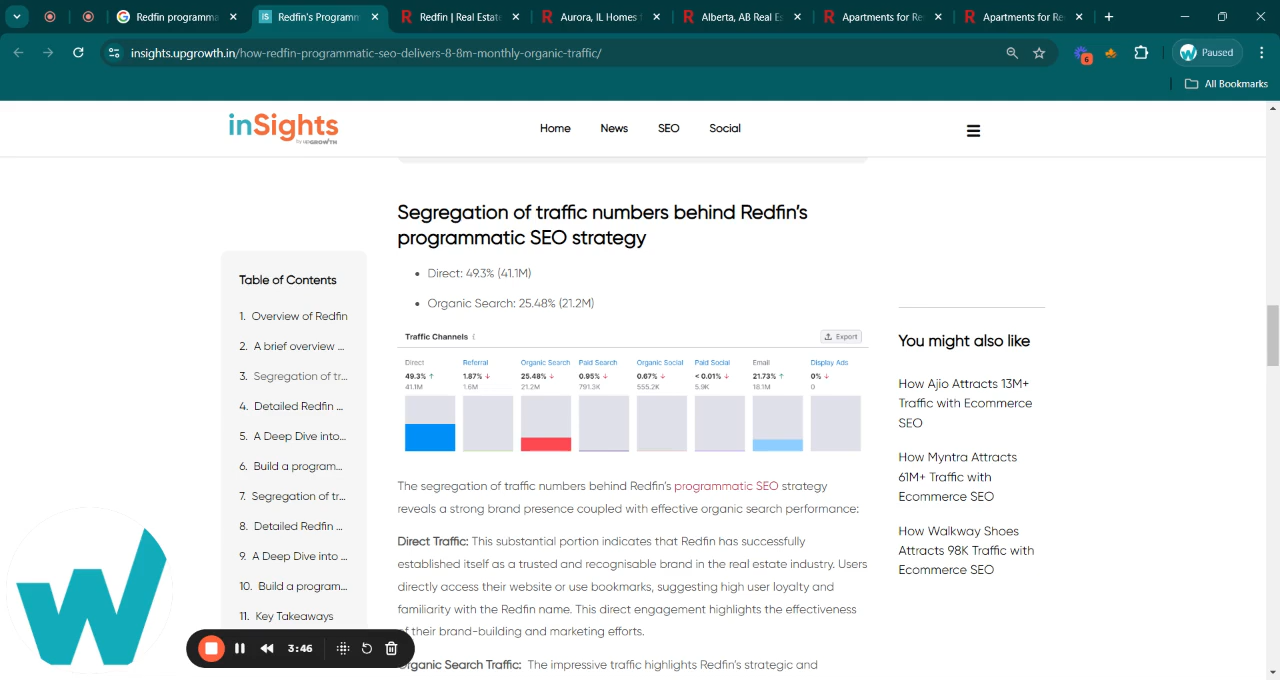 Redfin programma
Redfin's Programm
Redfin | Real Estate
Aurora, IL Homes f
Alberta, AB Real E
Apartments for Re
Apartments for Re
insights.upgrowth.in/how-redfin-programmatic-seo-delivers-8-8m-monthly-organic-traffic/
6
Paused
All Bookmarks
inSights
by upGROWTH
Home
News
SEO
Social
Segregation of traffic numbers behind Redfin's
programmatic SEO strategy
• Direct: 49.3% (41.1M)
• Organic Search: 25.48% (21.2M)
Table of Contents
1. Overview of Redfin
2. A brief overview ...
3. Segregation of tr...
4. Detailed Redfin ...
5. A Deep Dive into...
6. Build a program...
7. Segregation of tr...
8. Detailed Redfin ...
9. A Deep Dive into ...
10. Build a program...
11. Key Takeaways
Traffic Channels
Export
Direct Referral Organic Search Paid Search Organic Social Paid Social Email Display Ads
49.3% ↑ 1.87% ↓ 25.48% ↓ 0.95% ↓ 0.67% ↓ < 0.01% ↓ 21.73% ↑ 0% ↓
41.1M 1.6M 21.2M 791.3K 555.2K 5.9K 18.1M 0
The segregation of traffic numbers behind Redfin's programmatic SEO strategy
reveals a strong brand presence coupled with effective organic search performance:
Direct Traffic: This substantial portion indicates that Redfin has successfully
established itself as a trusted and recognisable brand in the real estate industry. Users
directly access their website or use bookmarks, suggesting high user loyalty and
familiarity with the Redfin name. This direct engagement highlights the effectiveness
of their brand-building and marketing efforts.
Organic Search Traffic: The impressive traffic highlights Redfin's strategic and
You might also like
How Ajio Attracts 13M+
Traffic with Ecommerce
SEO
How Myntra Attracts
61M+ Traffic with
Ecommerce SEO
How Walkway Shoes
Attracts 98K Traffic with
Ecommerce SEO
3:46